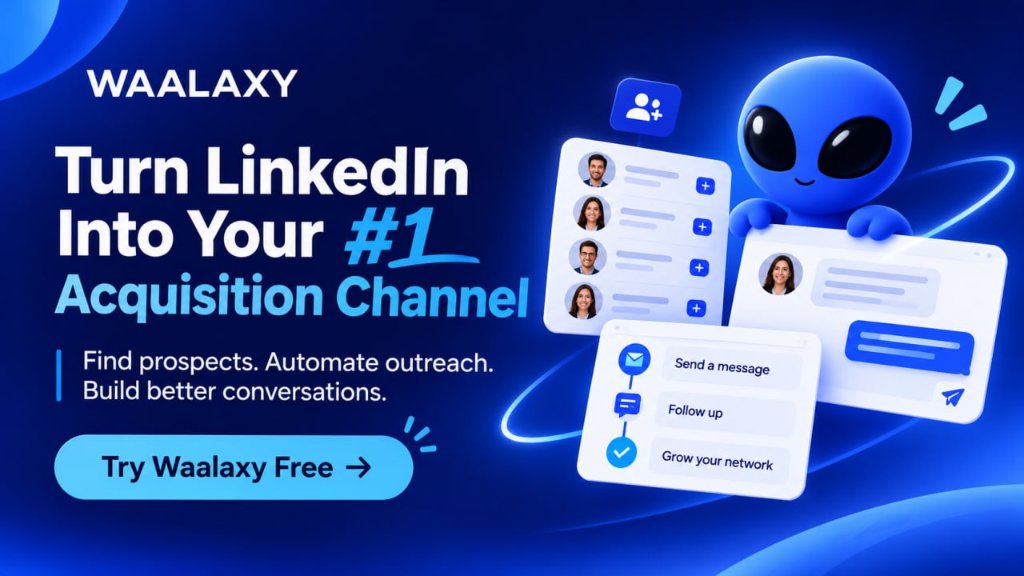 WAALAXY
Turn LinkedIn
Into Your #1
Acquisition Channel
Find prospects. Automate outreach.
Build better conversations.
Try Waalaxy Free →
Send a message
Follow up
Grow your network